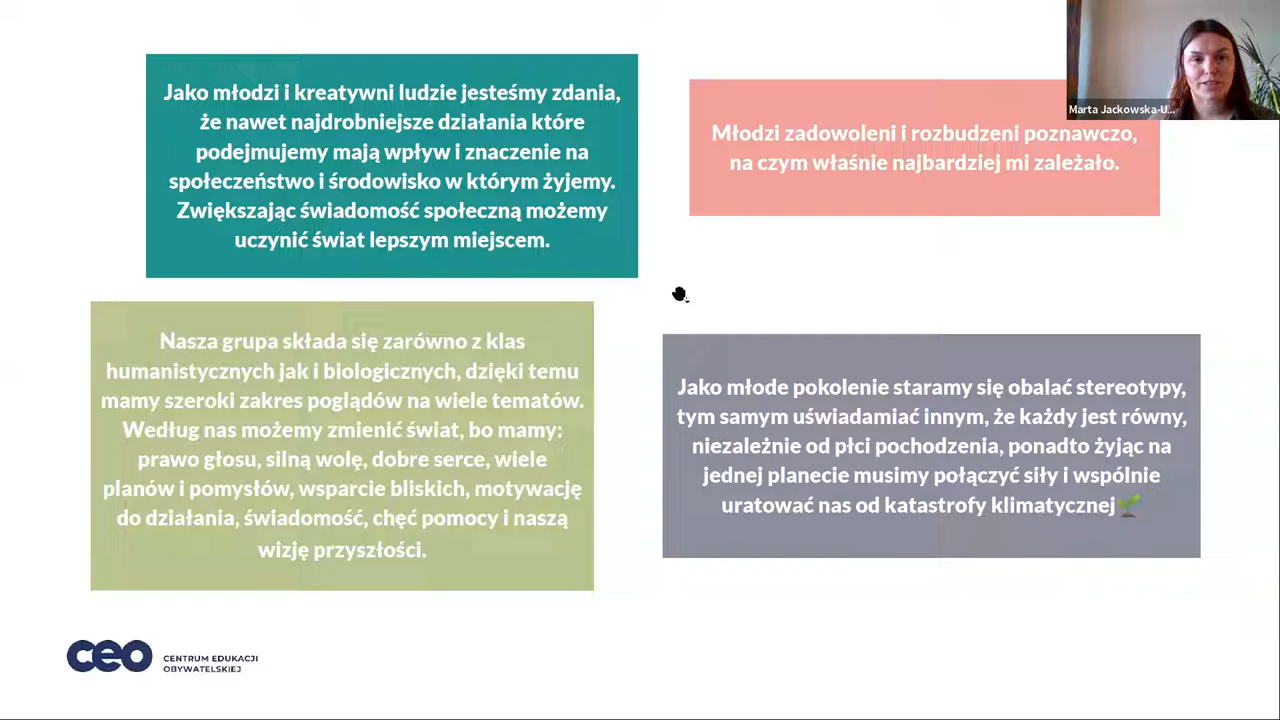 Jako młodzi i kreatywni ludzie jesteśmy zdania,
że nawet najdrobniejsze działania które
podejmujemy mają wpływ i znaczenie na
społeczeństwo i środowisko w którym żyjemy.
Zwiększając świadomość społeczną możemy
uczynić świat lepszym miejscem.
Młodzi zadowoleni i rozbudzeni poznawczo,
na czym właśnie najbardziej mi zależało.
Marta Jackowska-U...
Nasza grupa składa się zarówno z klas
humanistycznych jak i biologicznych, dzięki temu
mamy szeroki zakres poglądów na wiele tematów.
Według nas możemy zmienić świat, bo mamy:
prawo głosu, silną wolę, dobre serce, wiele
planów i pomysłów, wsparcie bliskich, motywację
do działania, świadomość, chęć pomocy i naszą
wizję przyszłości.
Jako młode pokolenie staramy się obalać stereotypy,
tym samym uświadamiać innym, że każdy jest równy,
niezależnie od płci pochodzenia, ponadto żyjąc na
jednej planecie musimy połączyć siły i wspólnie
uratować nas od katastrofy klimatycznej🌱
ceo
CENTRUM EDUKACJI
OBYWATELSKIEJ